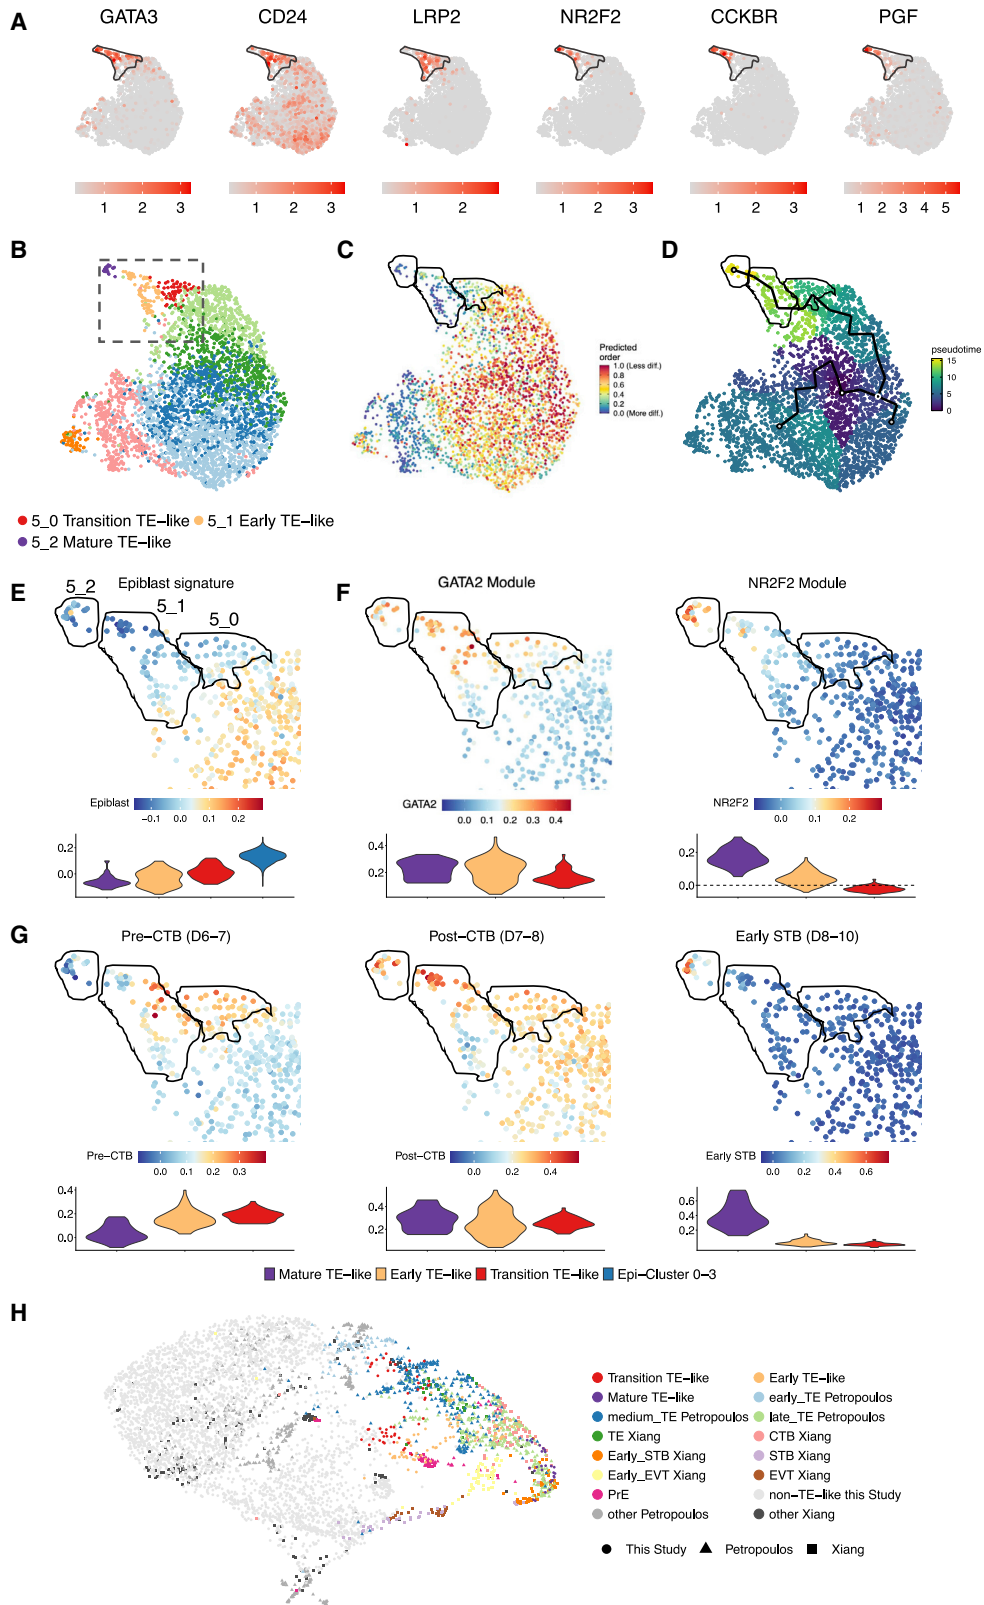 A
GATA3 CD24 LRP2 NR2F2 CCKBR PGF
1 2 3 1 2 3 1 2 1 2 3 1 2 3 1 2 3 4 5
B C D
Predicted
order
1.0 (Less diff.)
0.8
0.6
0.4
0.2
0.0 (More diff.)
pseudotime
15
10
5
0
5_0 Transition TE–like 5_1 Early TE–like
5_2 Mature TE–like
E Epiblast signature
5_2 5_1 5_0
F GATA2 Module NR2F2 Module
Epiblast −0.1 0.0 0.1 0.2
GATA2 0.0 0.1 0.2 0.3 0.4
NR2F2 0.0 0.2
0.2
0.0
0.4
0.2
0.2
0.0
G Pre–CTB (D6–7) Post–CTB (D7–8) Early STB (D8–10)
Pre–CTB 0.0 0.2 0.3
Post–CTB 0.0 0.2 0.4
Early STB 0.0 0.2 0.4 0.6
0.4
0.2
0.0
0.4
0.2
0.6
0.4
0.2
Mature TE–like Early TE–like Transition TE–like Epi–Cluster 0–3
H
Transition TE–like Early TE–like
Mature TE–like early_TE Petropoulos
medium_TE Petropoulos late_TE Petropoulos
TE Xiang CTB Xiang
Early_STB Xiang STB Xiang
Early_EVT Xiang EVT Xiang
PrE non–TE–like this Study
other Petropoulos other Xiang
This Study Petropoulos Xiang